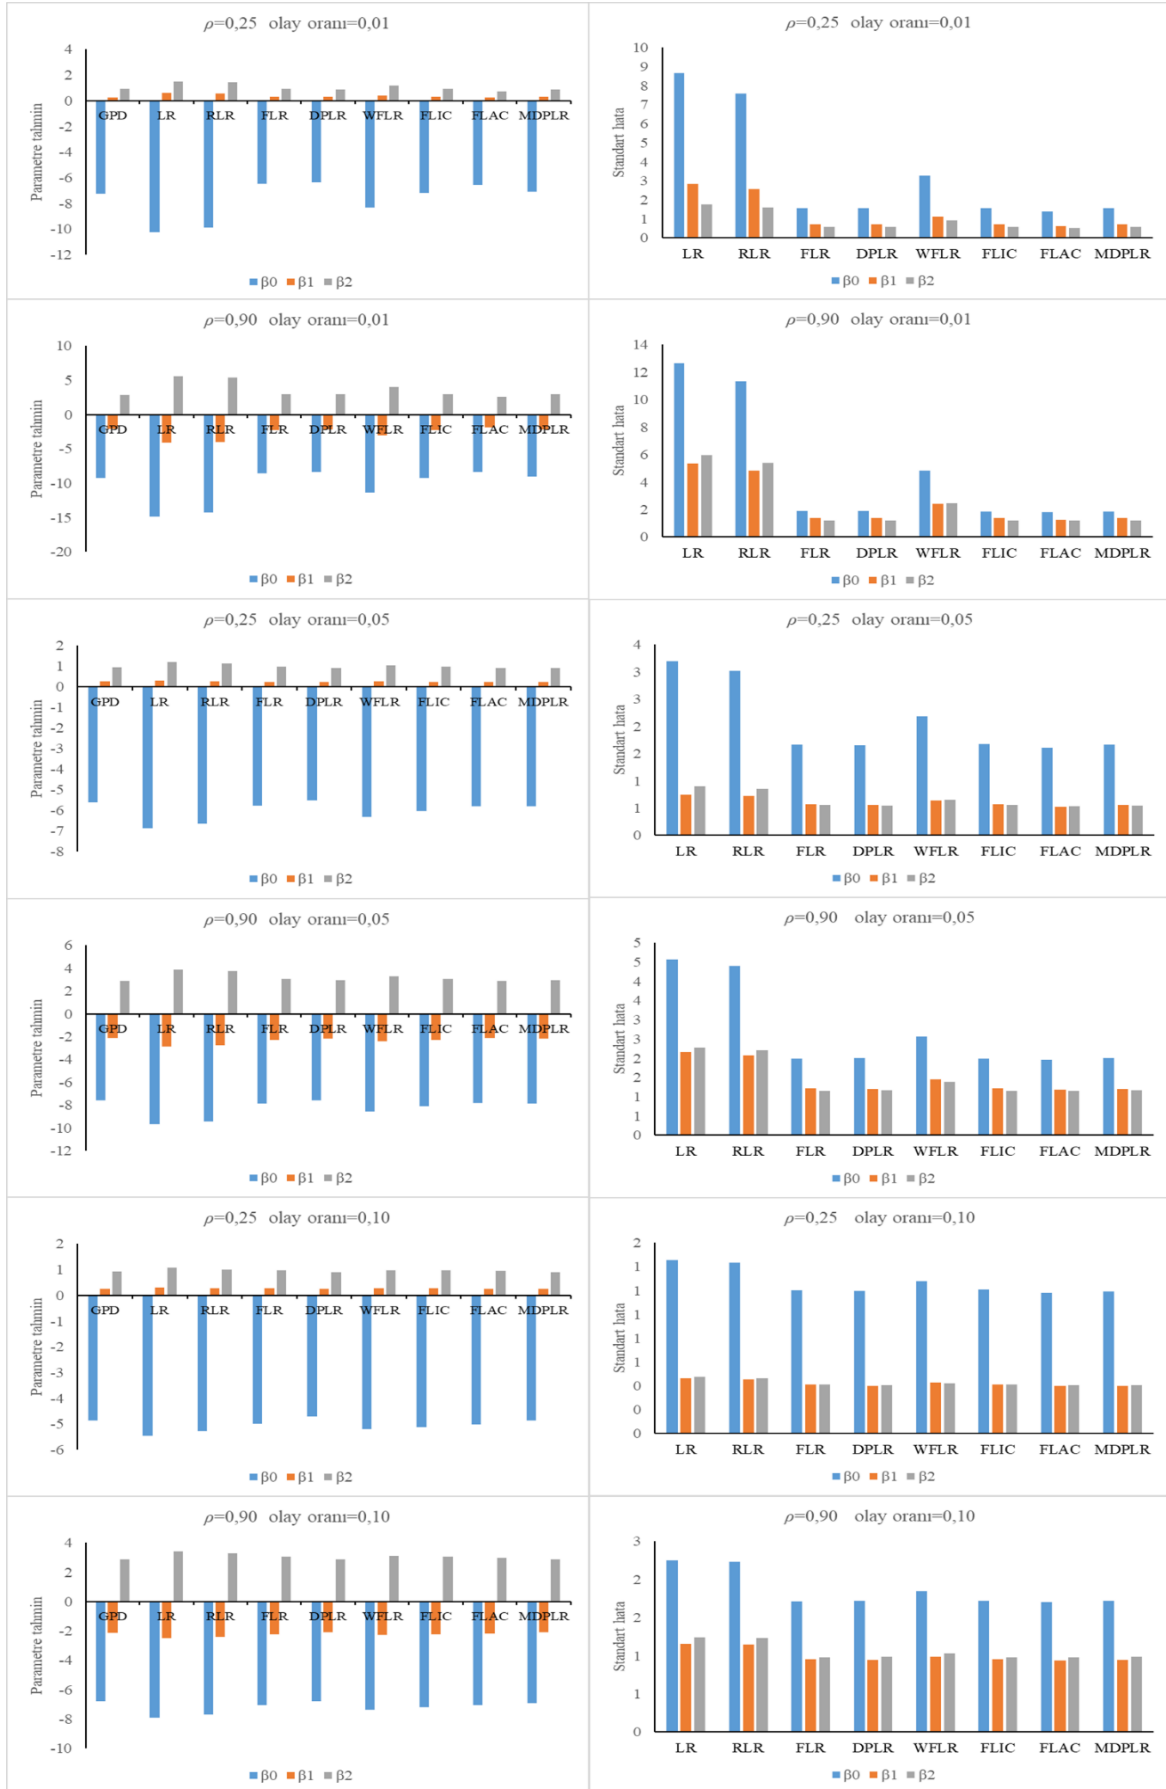 ρ=0,25 olay oranı=0,01
Parametre tahmin
4
2
0
-2
-4
-6
-8
-10
-12
GPD LR RLR FLR DPLR WFLR FLIC FLAC MDPLR
β0 β1 β2
ρ=0,25 olay oranı=0,01
Standart hata
10
9
8
7
6
5
4
3
2
1
0
LR RLR FLR DPLR WFLR FLIC FLAC MDPLR
β0 β1 β2
ρ=0,90 olay oranı=0,01
Parametre tahmin
10
5
0
-5
-10
-15
-20
GPD LR RLR FLR DPLR WFLR FLIC FLAC MDPLR
β0 β1 β2
ρ=0,90 olay oranı=0,01
Standart hata
14
12
10
8
6
4
2
0
LR RLR FLR DPLR WFLR FLIC FLAC MDPLR
β0 β1 β2
ρ=0,25 olay oranı=0,05
Parametre tahmin
2
1
0
-1
-2
-3
-4
-5
-6
-7
-8
GPD LR RLR FLR DPLR WFLR FLIC FLAC MDPLR
β0 β1 β2
ρ=0,25 olay oranı=0,05
Standart hata
4
3
3
2
2
1
1
0
LR RLR FLR DPLR WFLR FLIC FLAC MDPLR
β0 β1 β2
ρ=0,90 olay oranı=0,05
Parametre tahmin
6
4
2
0
-2
-4
-6
-8
-10
-12
GPD LR RLR FLR DPLR WFLR FLIC FLAC MDPLR
β0 β1 β2
ρ=0,90 olay oranı=0,05
Standart hata
5
5
4
4
3
3
2
2
1
1
0
LR RLR FLR DPLR WFLR FLIC FLAC MDPLR
β0 β1 β2
ρ=0,25 olay oranı=0,10
Parametre tahmin
2
1
0
-1
-2
-3
-4
-5
-6
GPD LR RLR FLR DPLR WFLR FLIC FLAC MDPLR
β0 β1 β2
ρ=0,25 olay oranı=0,10
Standart hata
2
1
1
1
1
1
0
0
0
LR RLR FLR DPLR WFLR FLIC FLAC MDPLR
β0 β1 β2
ρ=0,90 olay oranı=0,10
Parametre tahmin
4
2
0
-2
-4
-6
-8
-10
GPD LR RLR FLR DPLR WFLR FLIC FLAC MDPLR
β0 β1 β2
ρ=0,90 olay oranı=0,10
Standart hata
3
2
2
1
1
0
LR RLR FLR DPLR WFLR FLIC FLAC MDPLR
β0 β1 β2